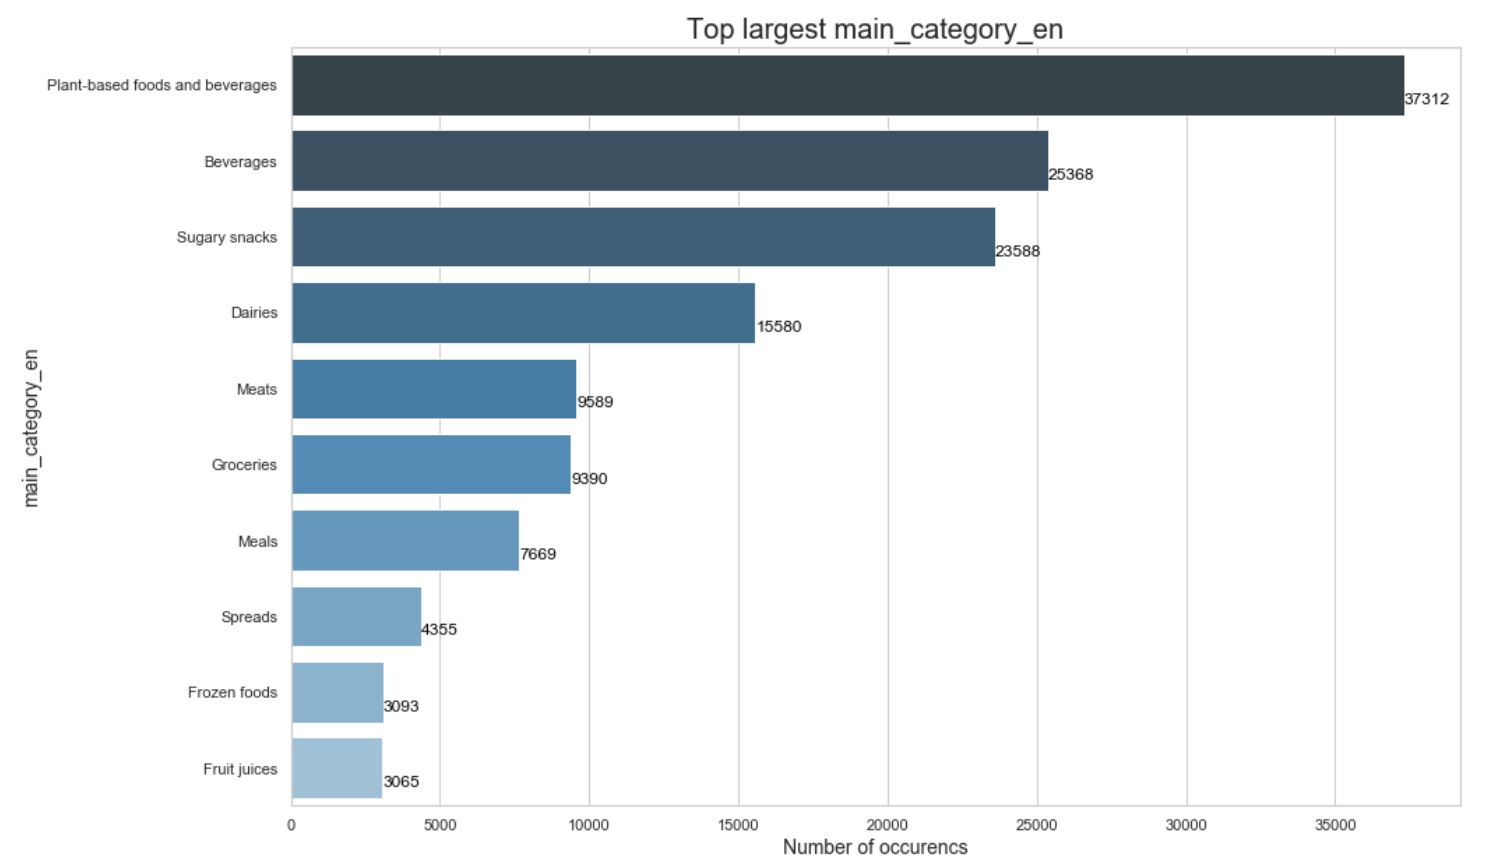 Top largest main_category_en
Plant-based foods and beverages
37312
Beverages
25368
Sugary snacks
23588
Dairies
15580
Meats
9589
Groceries
9390
Meals
7669
Spreads
4355
Frozen foods
3093
Fruit juices
3065
main_category_en
0 5000 10000 15000 20000 25000 30000 35000
Number of occurencs